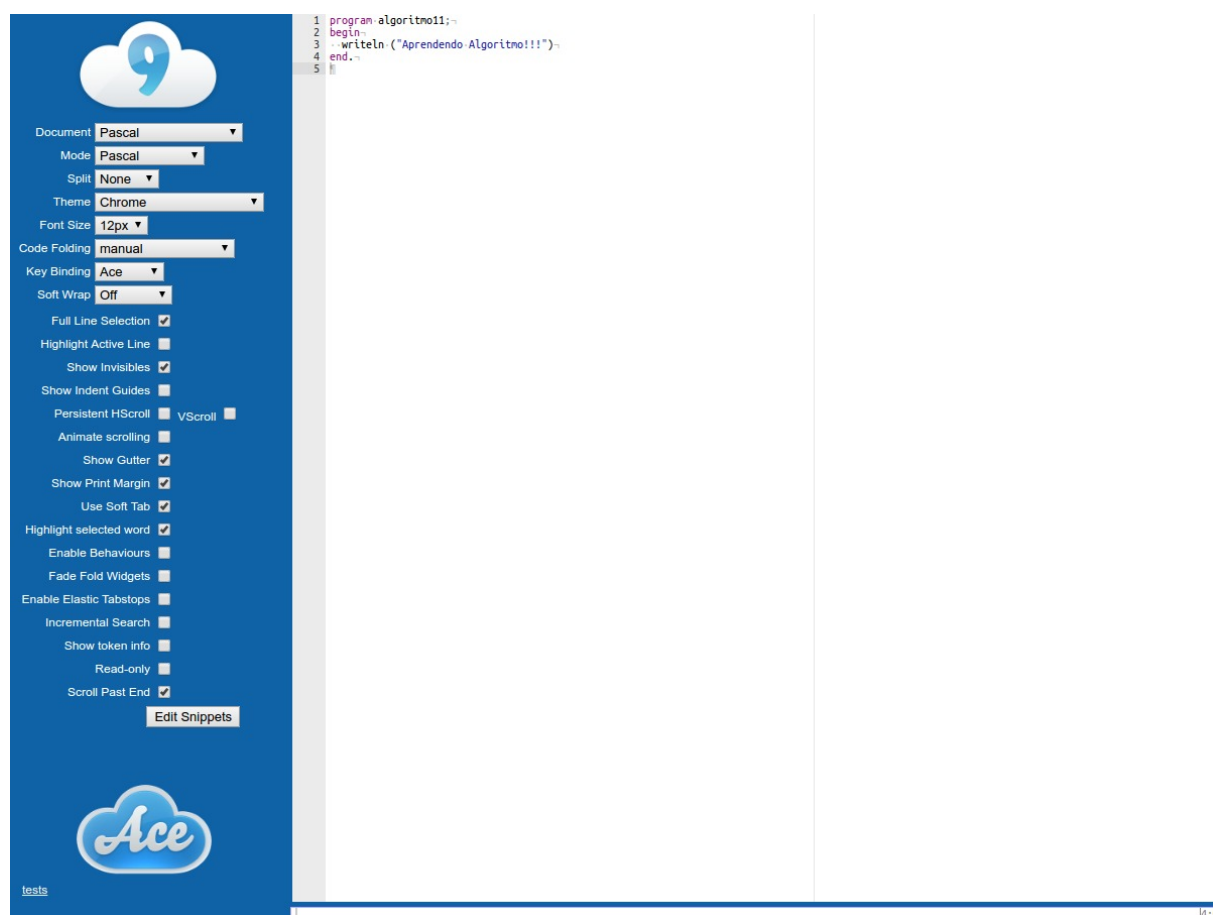 9
Document Pascal
Mode Pascal
Split None
Theme Chrome
Font Size 12px
Code Folding manual
Key Binding Ace
Soft Wrap Off
Full Line Selection
Highlight Active Line
Show Invisibles
Show Indent Guides
Persistent HScroll VScroll
Animate scrolling
Show Gutter
Show Print Margin
Use Soft Tab
Highlight selected word
Enable Behaviours
Fade Fold Widgets
Enable Elastic Tabstops
Incremental Search
Show token info
Read-only
Scroll Past End
Edit Snippets
Ace
tests
1 program·algoritmo11;¬
2 begin¬
3 ··writeln·("Aprendendo·Algoritmo!!!")¬
4 end.¬
5 ¶